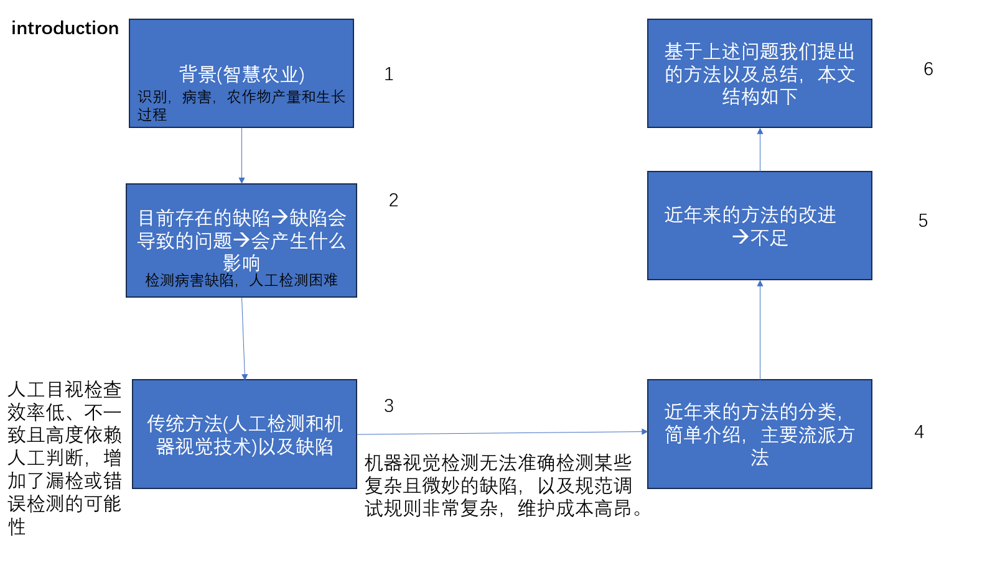 introduction
背景(智慧农业)
识别，病害，农作物产量和生长
过程
1
目前存在的缺陷→缺陷会
导致的问题→会产生什么
影响
检测病害缺陷，人工检测困难
2
人工目视检查
效率低、不一
致且高度依赖
人工判断，增
加了漏检或错
误检测的可能
性
传统方法(人工检测和机
器视觉技术)以及缺陷
3
机器视觉检测无法准确检测某些
复杂且微妙的缺陷，以及规范调
试规则非常复杂，维护成本高昂。
近年来的方法的分类，
简单介绍，主要流派方
法
4
近年来的方法的改进
→不足
5
基于上述问题我们提出
的方法以及总结，本文
结构如下
6